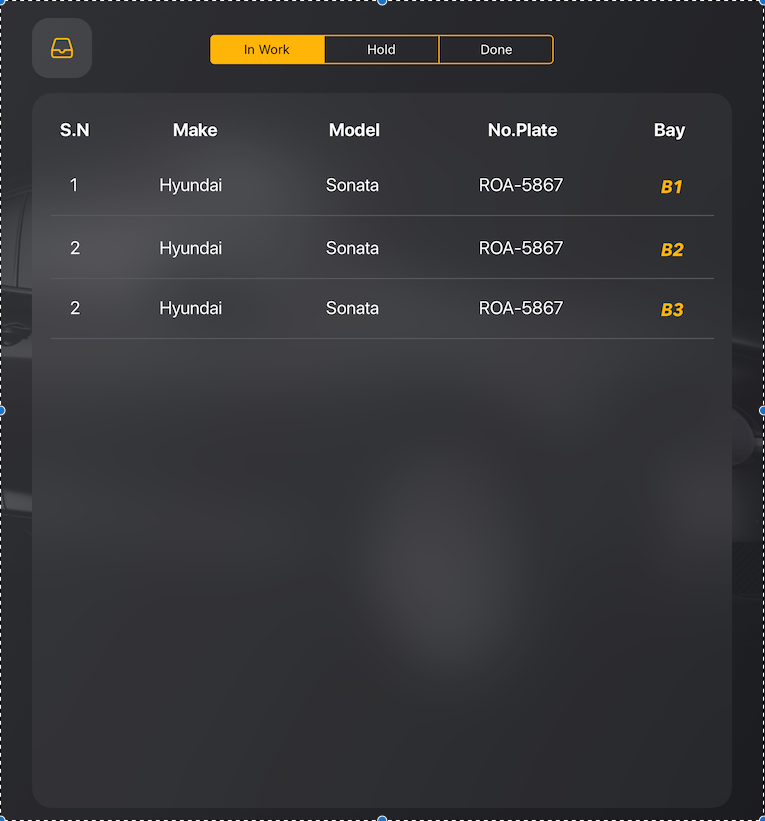 In Work Hold Done
S.N Make Model No.Plate Bay
1 Hyundai Sonata ROA-5867 B1
2 Hyundai Sonata ROA-5867 B2
2 Hyundai Sonata ROA-5867 B3